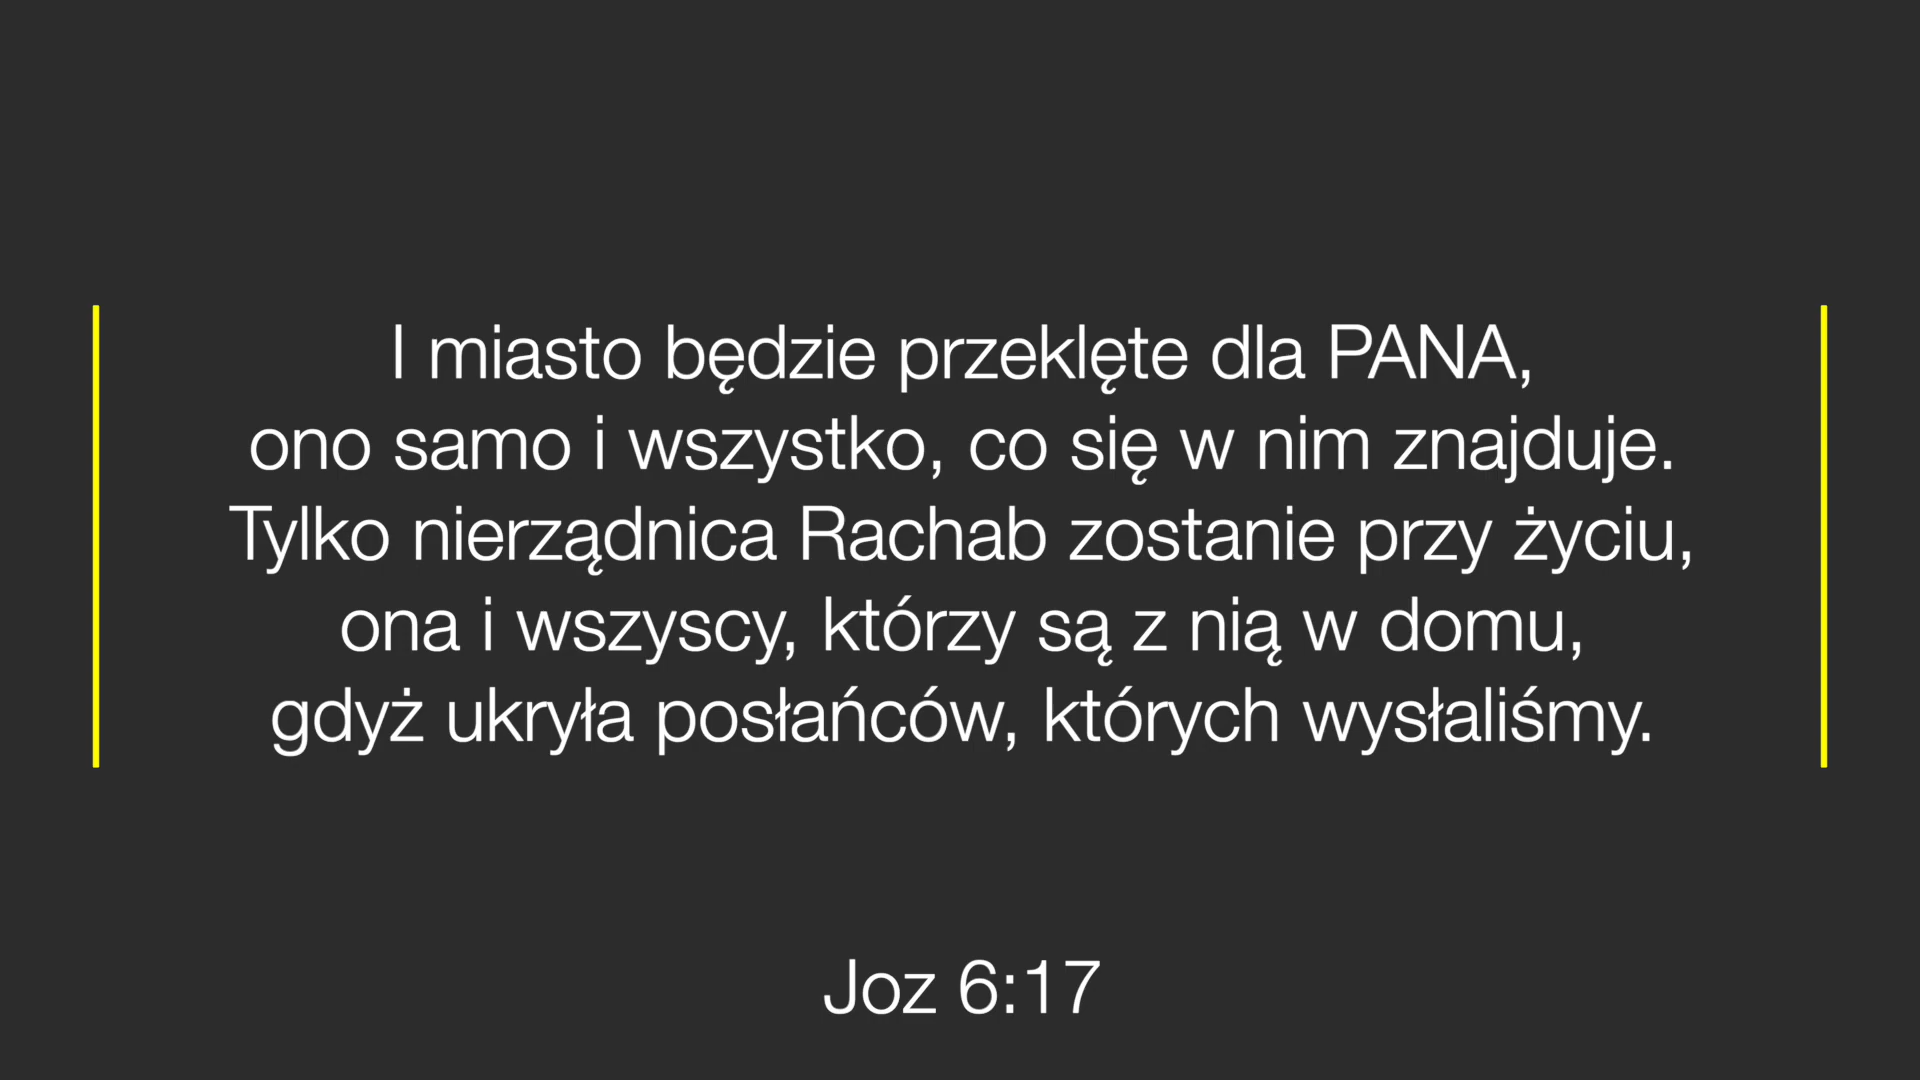 I miasto będzie przeklęte dla PANA,
ono samo i wszystko, co się w nim znajduje.
Tylko nierządnica Rachab zostanie przy życiu,
ona i wszyscy, którzy są z nią w domu,
gdyż ukryła posłańców, których wysłaliśmy.
Joz 6:17